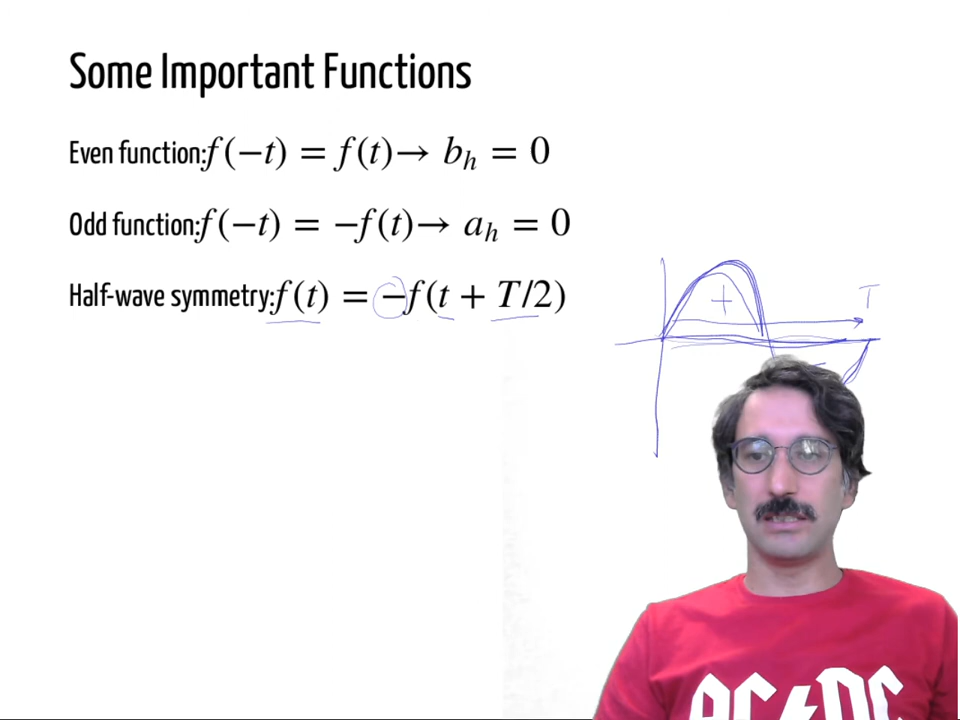 Some Important Functions
Even function:f(−t) = f(t)→ b_h = 0
Odd function:f(−t) = −f(t)→ a_h = 0
Half-wave symmetry:f(t) = −f(t + T/2)
T
+
AC⚡DC